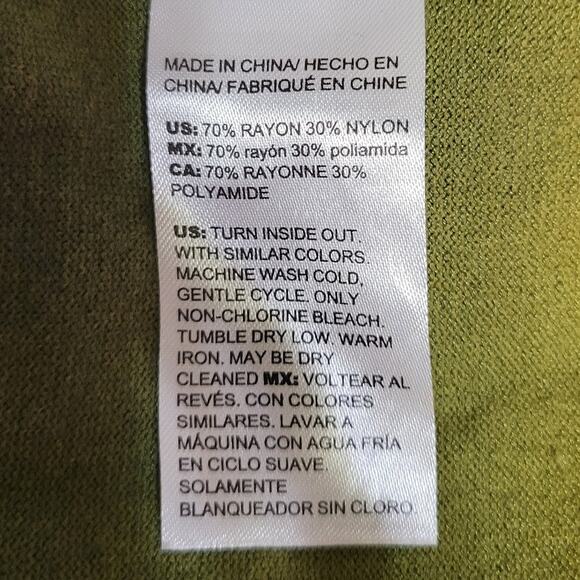 MADE IN CHINA/ HECHO EN
CHINA/ FABRIQUÉ EN CHINE
US: 70% RAYON 30% NYLON
MX: 70% rayón 30% poliamida
CA: 70% RAYONNE 30%
POLYAMIDE
US: TURN INSIDE OUT.
WITH SIMILAR COLORS.
MACHINE WASH COLD,
GENTLE CYCLE. ONLY
NON-CHLORINE BLEACH.
TUMBLE DRY LOW. WARM
IRON. MAY BE DRY
CLEANED MX: VOLTEAR AL
REVÉS. CON COLORES
SIMILARES. LAVAR A
MÁQUINA CON AGUA FRÍA
EN CICLO SUAVE.
SOLAMENTE
BLANQUEADOR SIN CLORO.